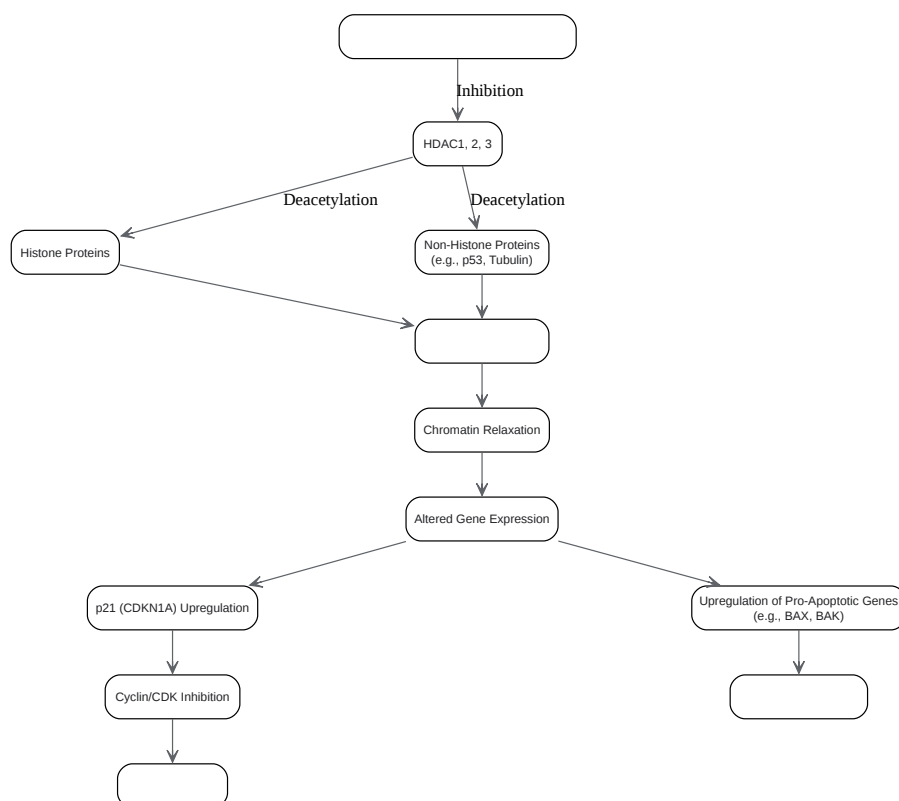 Inhibition
HDAC1, 2, 3
Deacetylation
Deacetylation
Histone Proteins
Non-Histone Proteins
(e.g., p53, Tubulin)
Chromatin Relaxation
Altered Gene Expression
p21 (CDKN1A) Upregulation
Upregulation of Pro-Apoptotic Genes
(e.g., BAX, BAK)
Cyclin/CDK Inhibition